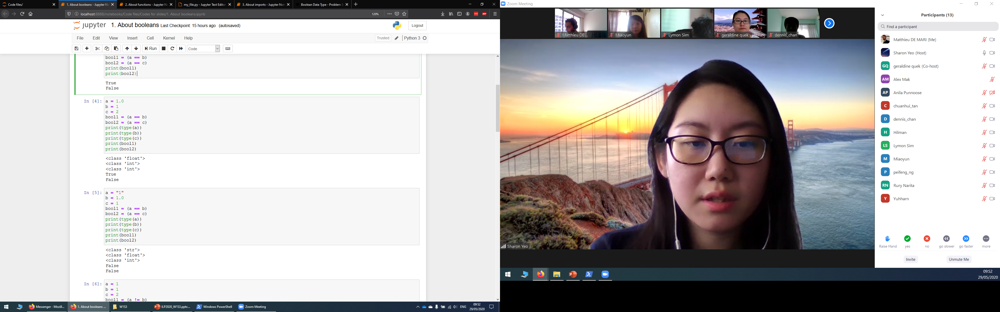 Code files/
1. About booleans - Jupyter No
2. About functions - Jupyter No
my_file.py - Jupyter Text Editor
3. About imports - Jupyter Not
Boolean Data Type - Problem S
localhost:8888/notebooks/Code files/Codes for slides/1. About booleans.ipynb
120%
ABP
jupyter 1. About booleans Last Checkpoint: 15 hours ago (autosaved)
Logout
File Edit View Insert Cell Kernel Help
Trusted
Python 3
Run
Code
bool1 = (a == b)
bool2 = (a == c)
print(bool1)
print(bool2)
True
False
In [4]:
a = 1.0
b = 1
c = 2
bool1 = (a == b)
bool2 = (a == c)
print(type(a))
print(type(b))
print(type(c))
print(bool1)
print(bool2)
<class 'float'>
<class 'int'>
<class 'int'>
True
False
In [5]:
a = "1"
b = 1.0
c = 1
bool1 = (a == b)
bool2 = (a == c)
print(type(a))
print(type(b))
print(type(c))
print(bool1)
print(bool2)
<class 'str'>
<class 'float'>
<class 'int'>
False
False
In [6]:
a = 1
b = 1
c = 2
bool1 = (a != b)
Messenger - Mozill...
1. About booleans ...
W1S3
ILP2020_W1S3.pptx...
Windows PowerShell
Zoom Meeting
ENG
09:52
29/05/2020
Zoom Meeting
Matthieu DE ...
Miaoyun
Lymon Sim
geraldine quek
dennis_chan
Sharon Yeo
Participants (13)
Find a participant
Matthieu DE MARI (Me)
Sharon Yeo (Host)
GQ geraldine quek (Co-host)
AM Alex Mak
AP Anila Punnoose
C chuanhui_tan
D dennis_chan
H Hilman
LS Lymon Sim
M Miaoyun
P peifeng_ng
RN Rury Narita
Y Yuhharn
Raise Hand yes no go slower go faster more
Invite Unmute Me
09:52
29/05/2020